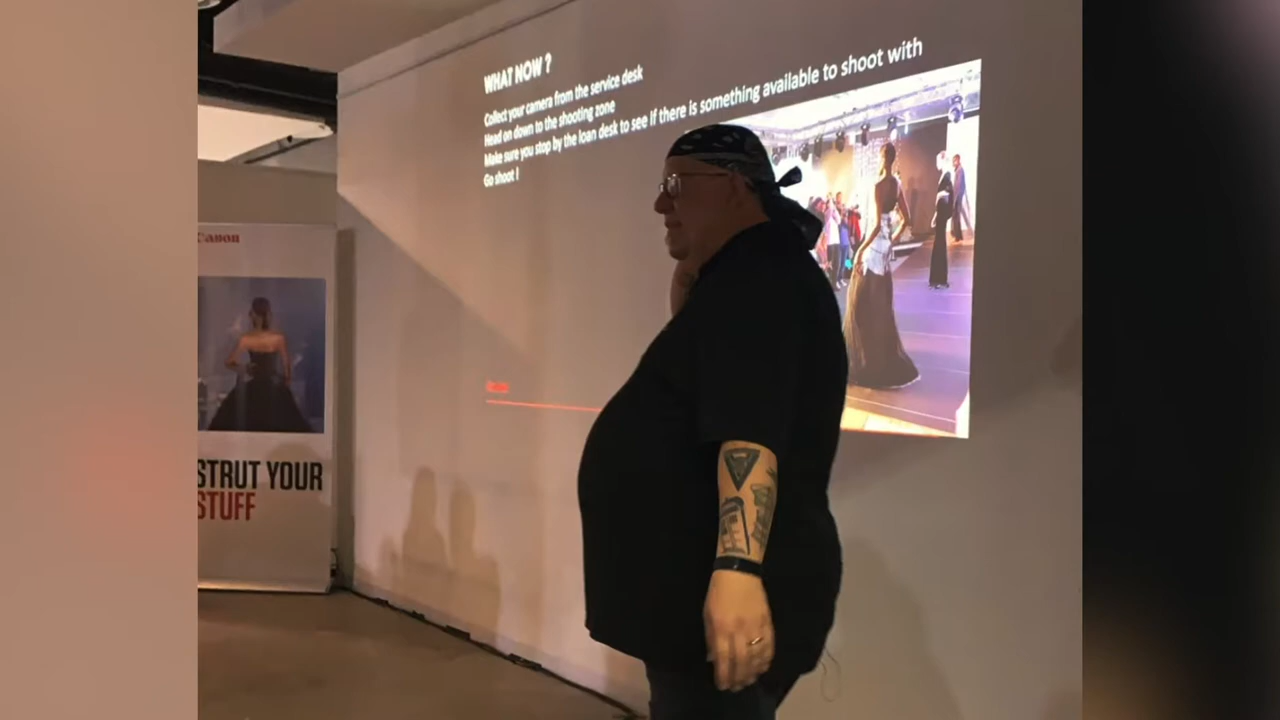 WHAT NOW ?
Collect your camera from the service desk
Head on down to the shooting zone
Make sure you stop by the loan desk to see if there is something available to shoot with
Go shoot !
Canon
STRUT YOUR
STUFF